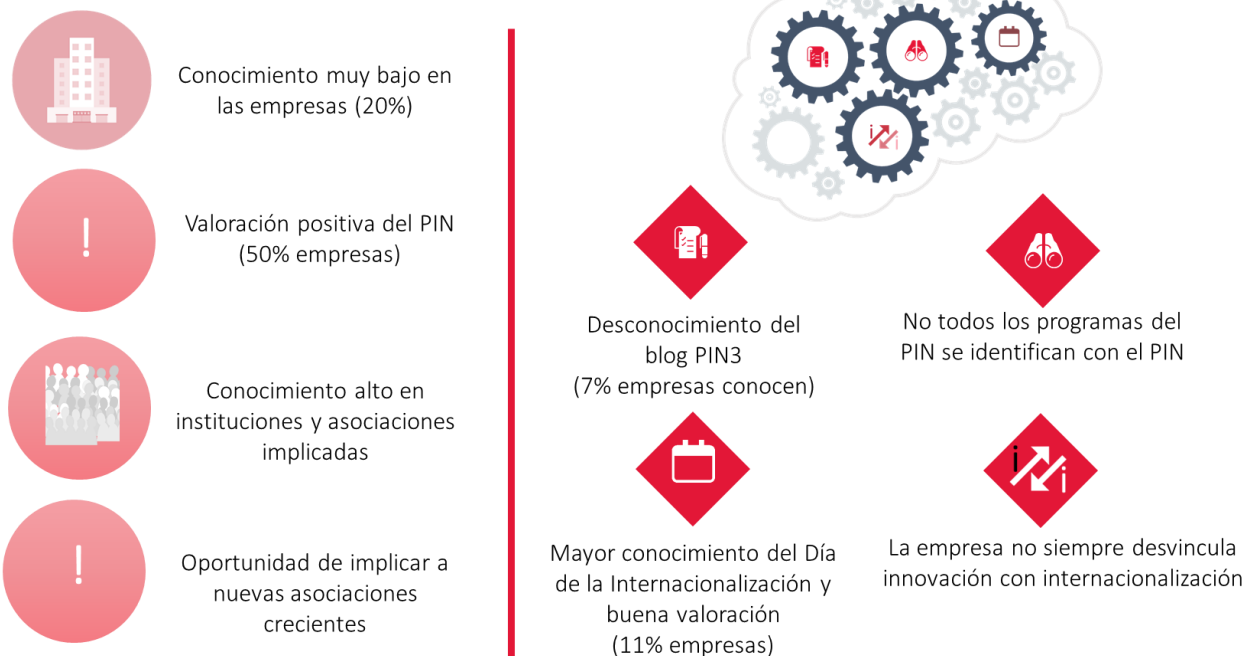 Conocimiento muy bajo en
las empresas (20%)
Valoración positiva del PIN
(50% empresas)
Conocimiento alto en
instituciones y asociaciones
implicadas
Oportunidad de implicar a
nuevas asociaciones
crecientes
Desconocimiento del
blog PIN3
(7% empresas conocen)
No todos los programas del
PIN se identifican con el PIN
Mayor conocimiento del Día
de la Internacionalización y
buena valoración
(11% empresas)
La empresa no siempre desvincula
innovación con internacionalización